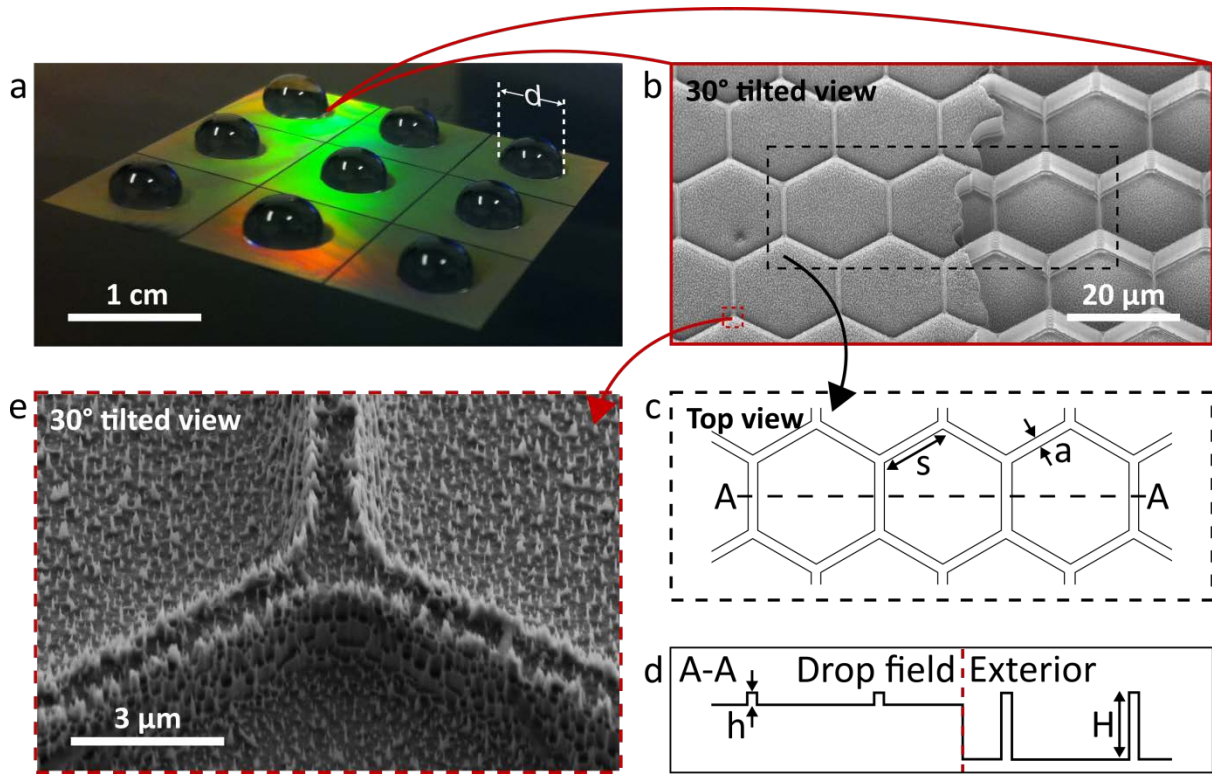 a
d
1 cm
b
30° tilted view
20 μm
e
30° tilted view
3 μm
c
Top view
s
a
A
A
d
A-A
Drop field
Exterior
h
H